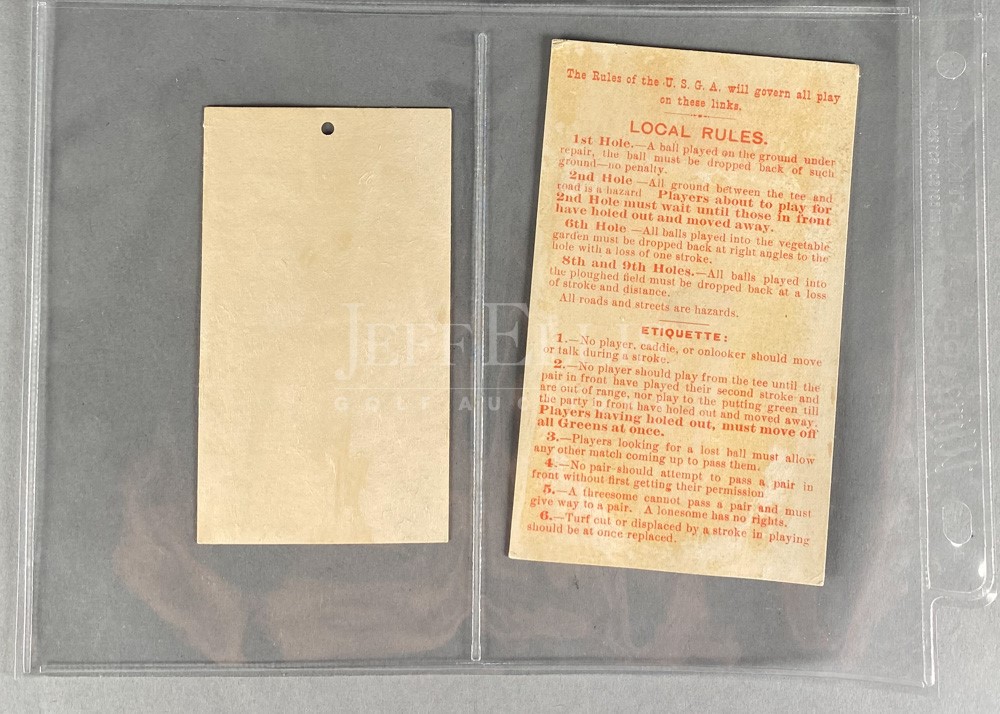 The Rules of the U. S. G. A. will govern all play
on these links.
LOCAL RULES.
1st Hole.—A ball played on the ground under
repair, the ball must be dropped back of such
ground—no penalty.
2nd Hole—All ground between the tee and
road is a hazard Players about to play for
2nd Hole must wait until those in front
have holed out and moved away.
6th Hole—All balls played into the vegetable
garden must be dropped back at right angles to the
hole with a loss of one stroke.
8th and 9th Holes.—All balls played into
the ploughed field must be dropped back at a loss
of stroke and distance.
All roads and streets are hazards.
ETIQUETTE:
1.—No player, caddie, or onlooker should move
or talk during a stroke.
2.—No player should play from the tee until the
pair in front have played their second stroke and
are out of range, nor play to the putting green till
the party in front have holed out and moved away.
Players having holed out, must move off
all Greens at once.
3.—Players looking for a lost ball must allow
any other match coming up to pass them.
4.—No pair should attempt to pass a pair in
front without first getting their permission
5.—A threesome cannot pass a pair and must
give way to a pair. A lonesome has no rights.
6.—Turf cut or displaced by a stroke in playing
should be at once replaced.
JEFF ELLIS
GOLF AUC